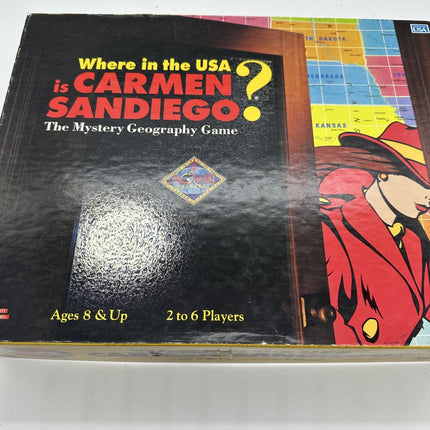 Where in the USA
is CARMEN
SANDIEGO?
The Mystery Geography Game
Ages 8 & Up
2 to 6 Players
USA
KANSAS